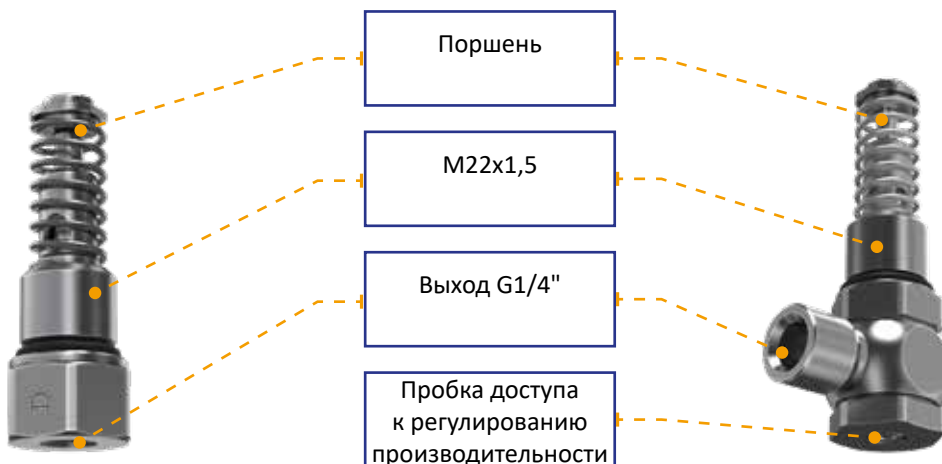 Поршень
M22x1,5
Выход G1/4"
Пробка доступа
к регулированию
производительности